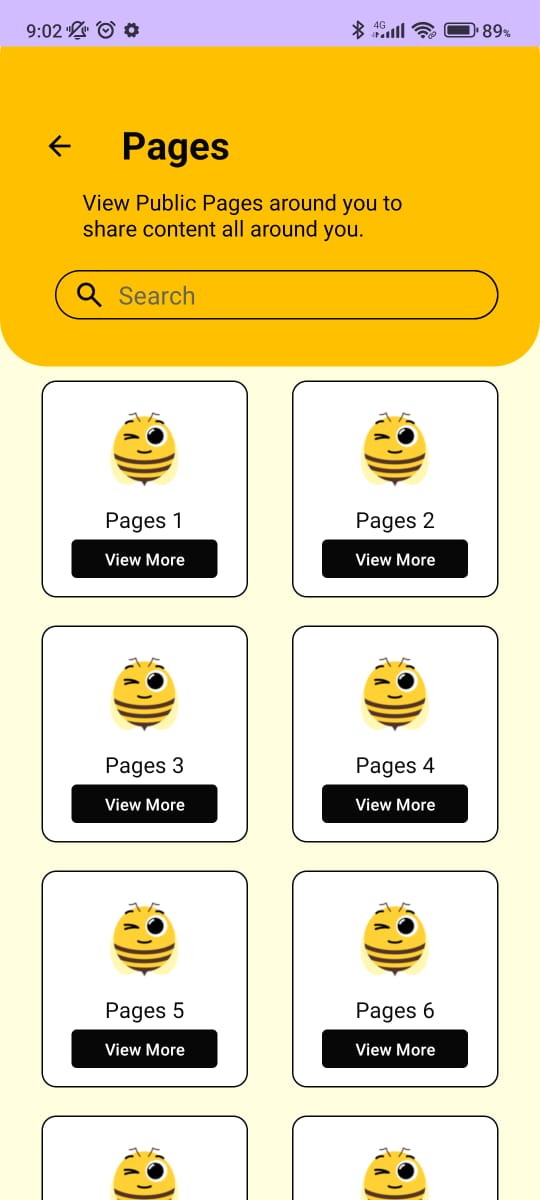 9:02 4G 89%
Pages
View Public Pages around you to
share content all around you.
Search
Pages 1 Pages 2
View More View More
Pages 3 Pages 4
View More View More
Pages 5 Pages 6
View More View More